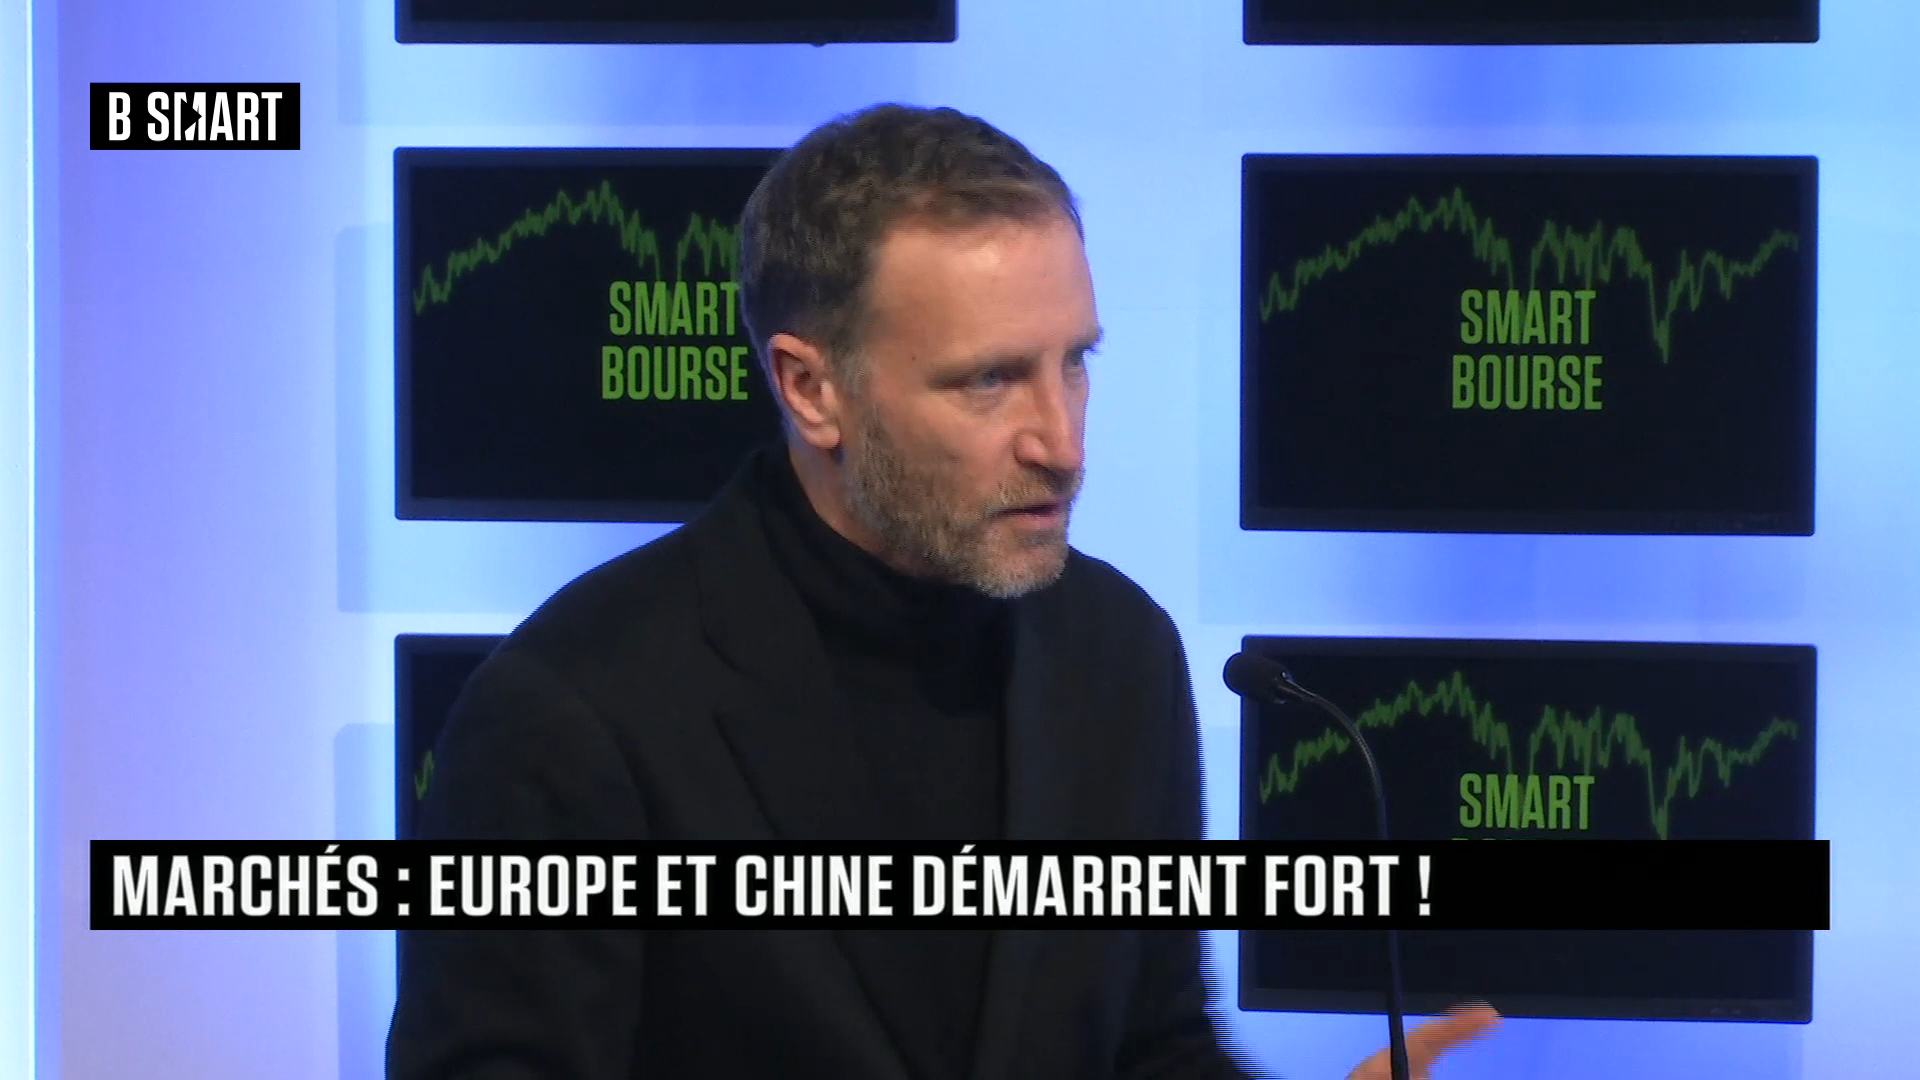 B SMART
SMART
BOURSE
SMART
BOURSE
SMART
MARCHÉS : EUROPE ET CHINE DÉMARRENT FORT !